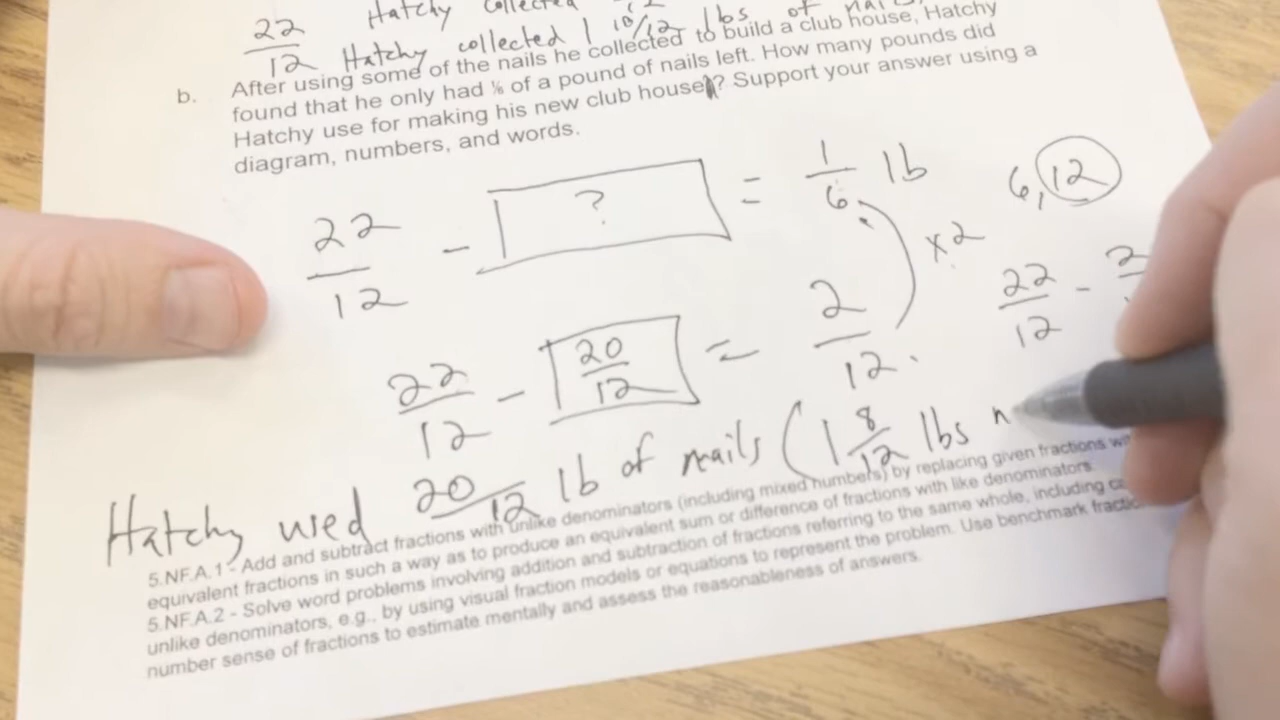 22/12 Hatchy collected
Hatchy collected 1 10/12 lbs of nails
b. After using some of the nails he collected to build a club house, Hatchy
found that he only had ⅙ of a pound of nails left. How many pounds did
Hatchy use for making his new club house? Support your answer using a
diagram, numbers, and words.
22/12 - ? = 1/6 lb
6, 12
x2
22/12 - 20/12 = 2/12.
22/12 - 2
Hatchy used 20/12 lb of nails (1 8/12 lbs n
5.NF.A.1 - Add and subtract fractions with unlike denominators (including mixed numbers) by replacing given fractions
equivalent fractions in such a way as to produce an equivalent sum or difference of fractions with like denominators.
5.NF.A.2 - Solve word problems involving addition and subtraction of fractions referring to the same whole, including
unlike denominators, e.g., by using visual fraction models or equations to represent the problem. Use benchmark
number sense of fractions to estimate mentally and assess the reasonableness of answers.